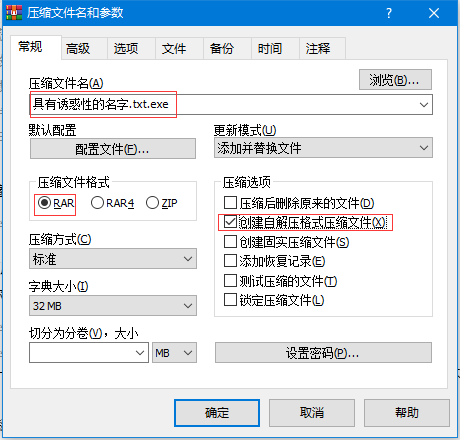 压缩文件名和参数
常规 高级 选项 文件 备份 时间 注释
压缩文件名(A)
浏览(B)...
具有诱惑性的名字.txt.exe
默认配置
配置文件(F)...
更新模式(U)
添加并替换文件
压缩文件格式
RAR RAR4 ZIP
压缩方式(C)
标准
字典大小(I)
32 MB
切分为分卷(V)，大小
MB
压缩选项
压缩后删除原来的文件(D)
创建自解压格式压缩文件(X)
创建固实压缩文件(S)
添加恢复记录(E)
测试压缩的文件(T)
锁定压缩文件(L)
设置密码(P)...
确定 取消 帮助